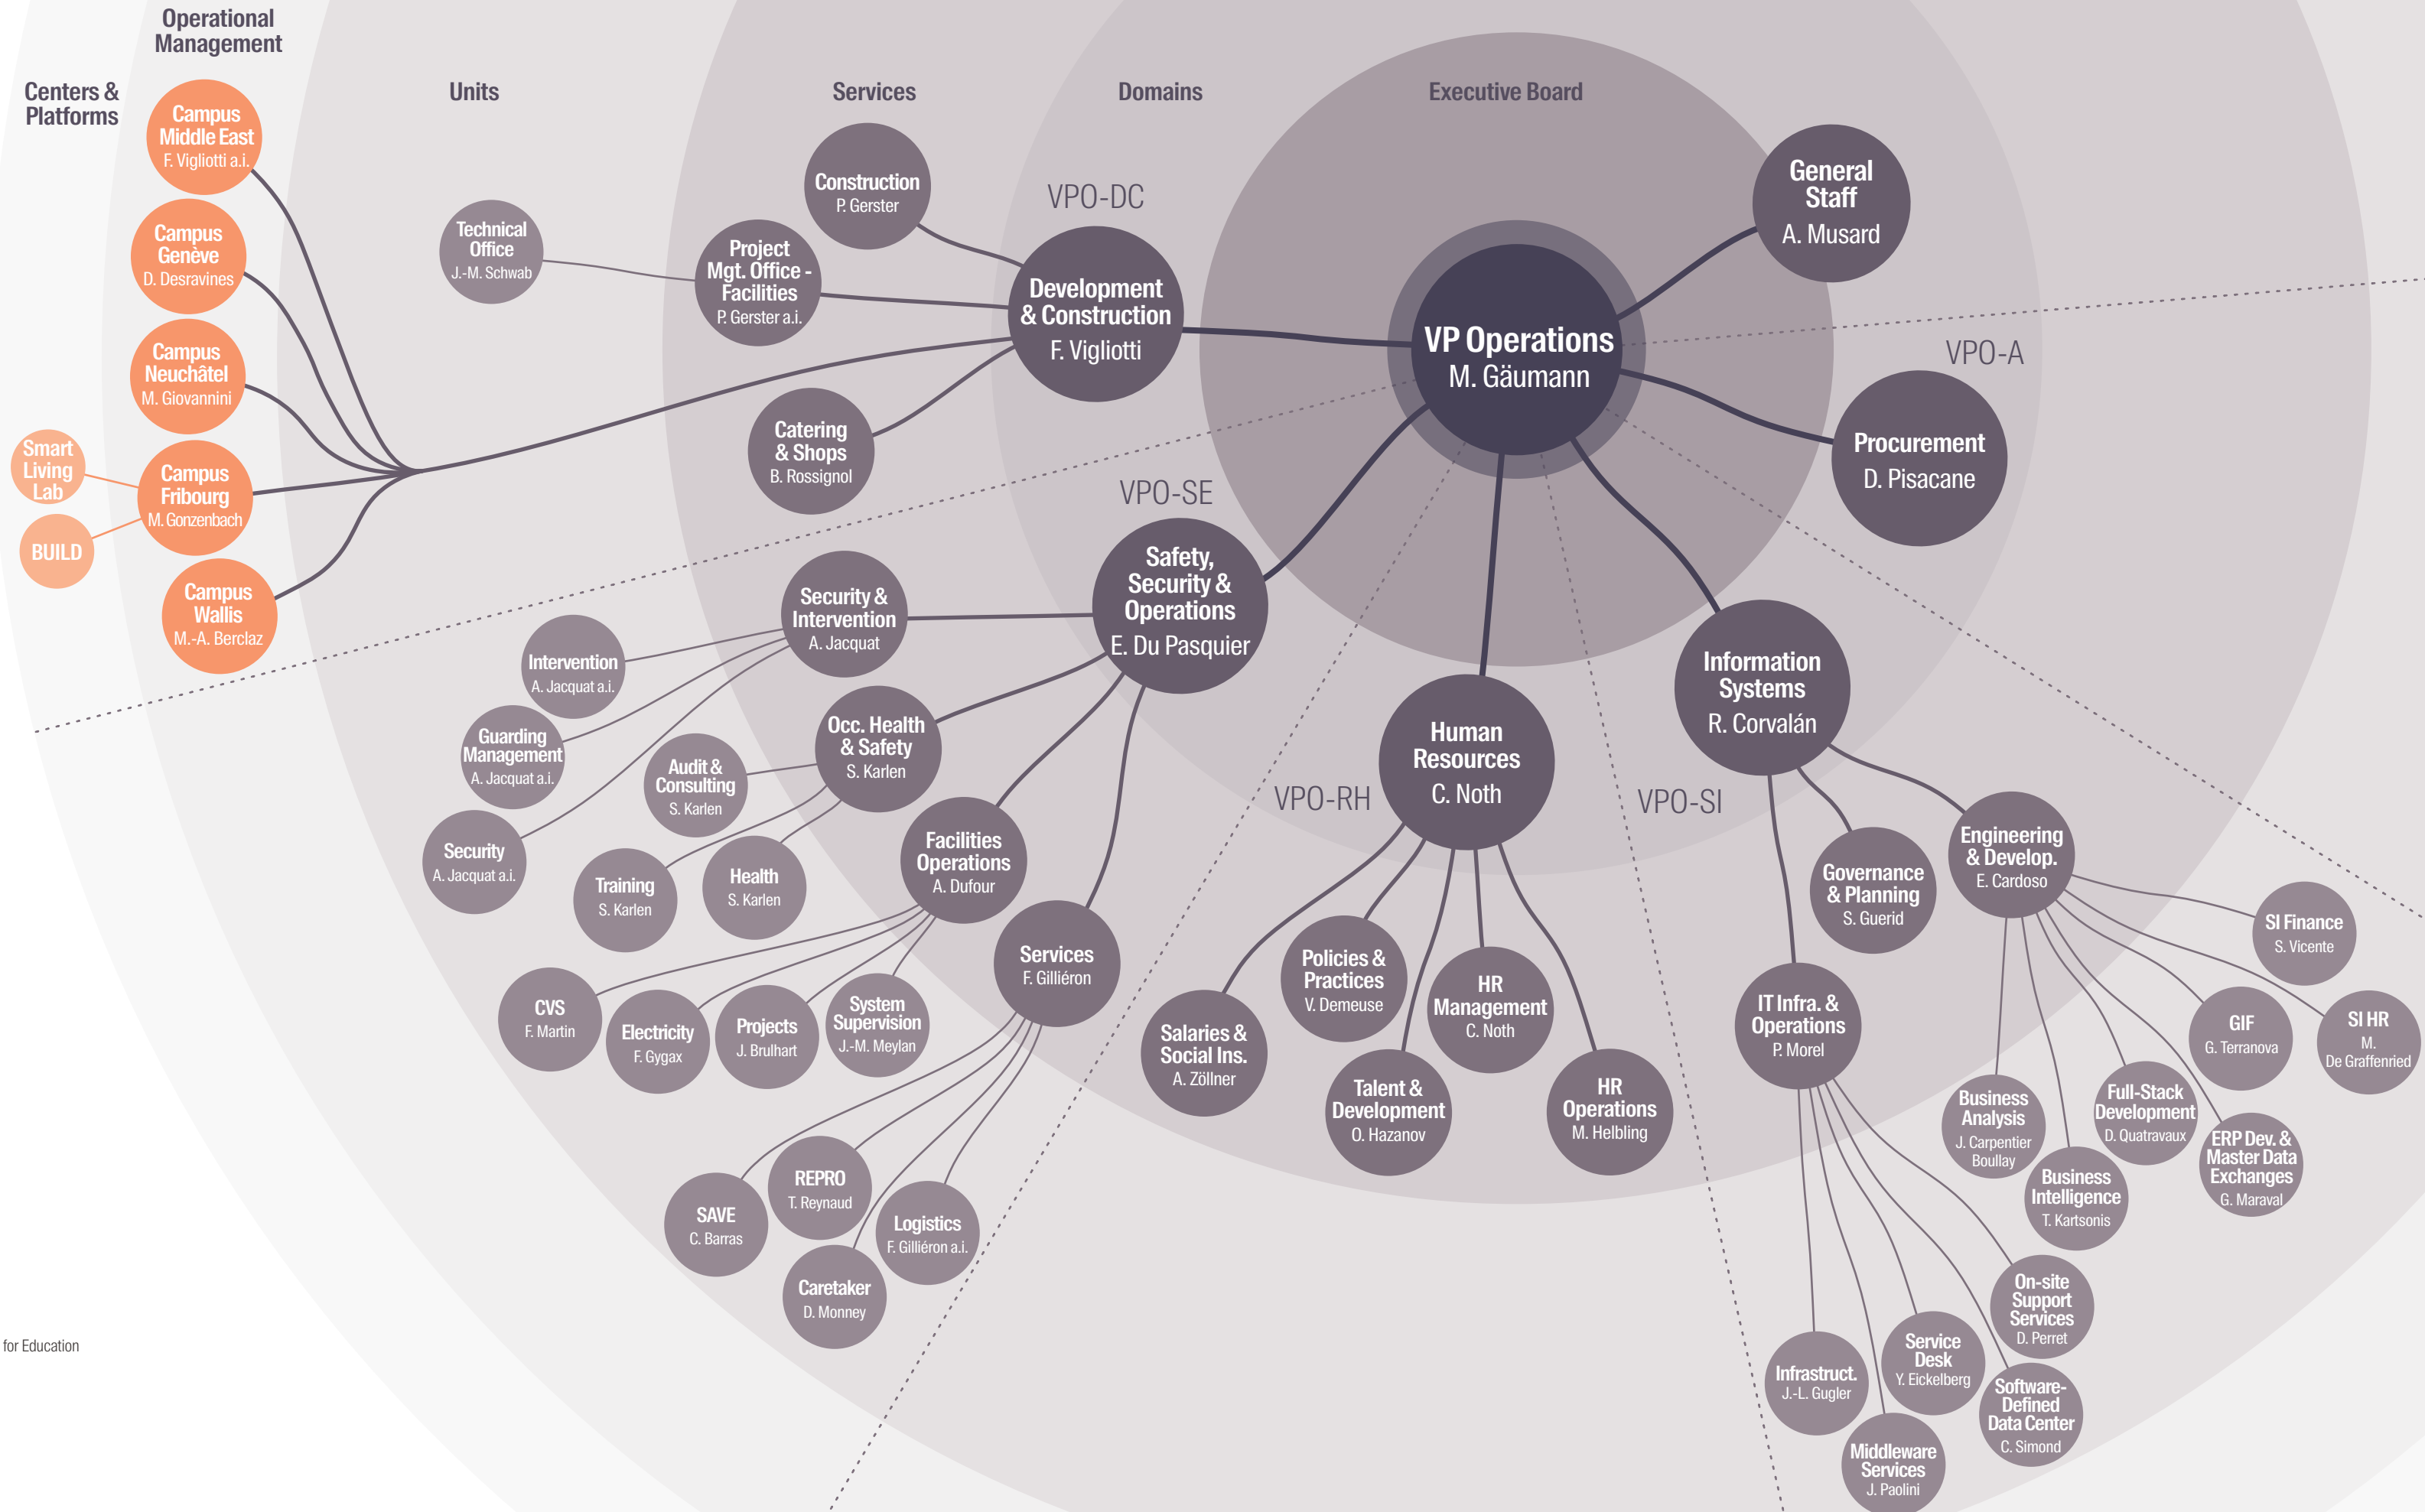 Operational
Management
Centers &
Platforms
Units
Services
Domains
Executive Board
Campus
Middle East
F. Vigliotti a.i.
Campus
Genève
D. Desravines
Campus
Neuchâtel
M. Giovannini
Smart
Living
Lab
Campus
Fribourg
M. Gonzenbach
BUILD
Campus
Wallis
M.-A. Berclaz
Technical
Office
J.-M. Schwab
Construction
P. Gerster
Project
Mgt. Office -
Facilities
P. Gerster a.i.
Catering
& Shops
B. Rossignol
VPO-DC
Development
& Construction
F. Vigliotti
VP Operations
M. Gäumann
General
Staff
A. Musard
VPO-A
Procurement
D. Pisacane
VPO-SE
Safety,
Security &
Operations
E. Du Pasquier
Security &
Intervention
A. Jacquat
Intervention
A. Jacquat a.i.
Guarding
Management
A. Jacquat a.i.
Security
A. Jacquat a.i.
Occ. Health
& Safety
S. Karlen
Audit &
Consulting
S. Karlen
Training
S. Karlen
Health
S. Karlen
Facilities
Operations
A. Dufour
CVS
F. Martin
Electricity
F. Gygax
Projects
J. Brulhart
System
Supervision
J.-M. Meylan
Services
F. Gilliéron
SAVE
C. Barras
REPRO
T. Reynaud
Caretaker
D. Monney
Logistics
F. Gilliéron a.i.
VPO-RH
Human
Resources
C. Noth
Salaries &
Social Ins.
A. Zöllner
Policies &
Practices
V. Demeuse
Talent &
Development
O. Hazanov
HR
Management
C. Noth
HR
Operations
M. Helbling
VPO-SI
Information
Systems
R. Corvalán
Governance
& Planning
S. Guerid
Engineering
& Develop.
E. Cardoso
SI Finance
S. Vicente
SI HR
M.
De Graffenried
GIF
G. Terranova
ERP Dev. &
Master Data
Exchanges
G. Maraval
Full-Stack
Development
D. Quatravaux
Business
Intelligence
T. Kartsonis
Business
Analysis
J. Carpentier
Boullay
IT Infra. &
Operations
P. Morel
Infrastruct.
J.-L. Gugler
Middleware
Services
J. Paolini
Service
Desk
Y. Eickelberg
Software-
Defined
Data Center
C. Simond
On-site
Support
Services
D. Perret
for Education